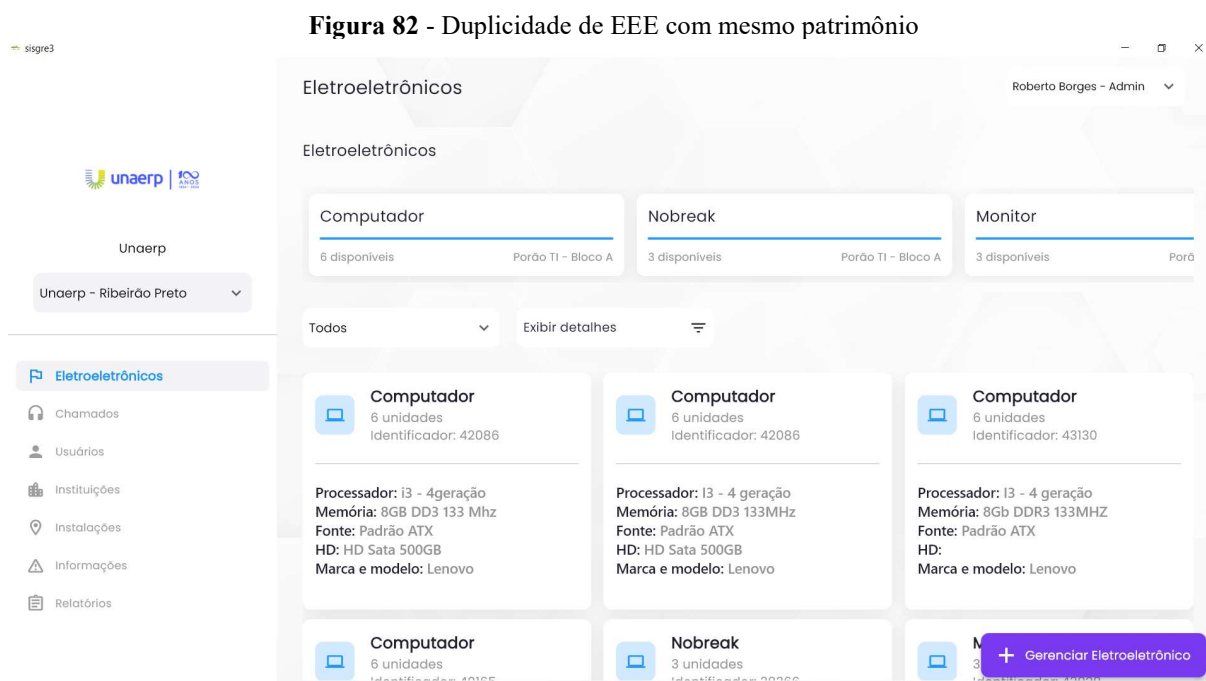 Figura 82 - Duplicidade de EEE com mesmo patrimônio
sisgre3
Eletroeletrônicos
Roberto Borges - Admin
Eletroeletrônicos
unaerp | 100 ANOS
Unaerp
Unaerp - Ribeirão Preto
Eletroeletrônicos
Chamados
Usuários
Instituições
Instalações
Informações
Relatórios
Computador
6 disponíveis Porão TI - Bloco A
Nobreak
3 disponíveis Porão TI - Bloco A
Monitor
3 disponíveis Porã
Todos
Exibir detalhes
Computador
6 unidades
Identificador: 42086
Processador: i3 - 4geração
Memória: 8GB DD3 133 Mhz
Fonte: Padrão ATX
HD: HD Sata 500GB
Marca e modelo: Lenovo
Computador
6 unidades
Identificador: 42086
Processador: I3 - 4 geração
Memória: 8GB DDR3 133MHz
Fonte: Padrão ATX
HD: HD Sata 500GB
Marca e modelo: Lenovo
Computador
6 unidades
Identificador: 43130
Processador: I3 - 4 geração
Memória: 8Gb DDR3 133MHZ
Fonte: Padrão ATX
HD:
Marca e modelo: Lenovo
Computador
6 unidades
Nobreak
3 unidades
M
3
+ Gerenciar Eletroeletrônico